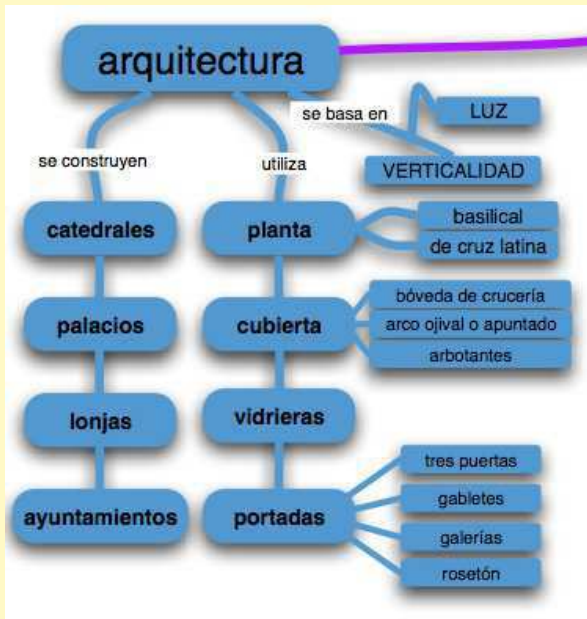 arquitectura
se basa en
LUZ
VERTICALIDAD
se construyen
utiliza
catedrales
palacios
lonjas
ayuntamientos
planta
basilical
de cruz latina
cubierta
bóveda de crucería
arco ojival o apuntado
arbotantes
vidrieras
portadas
tres puertas
gabletes
galerías
rosetón